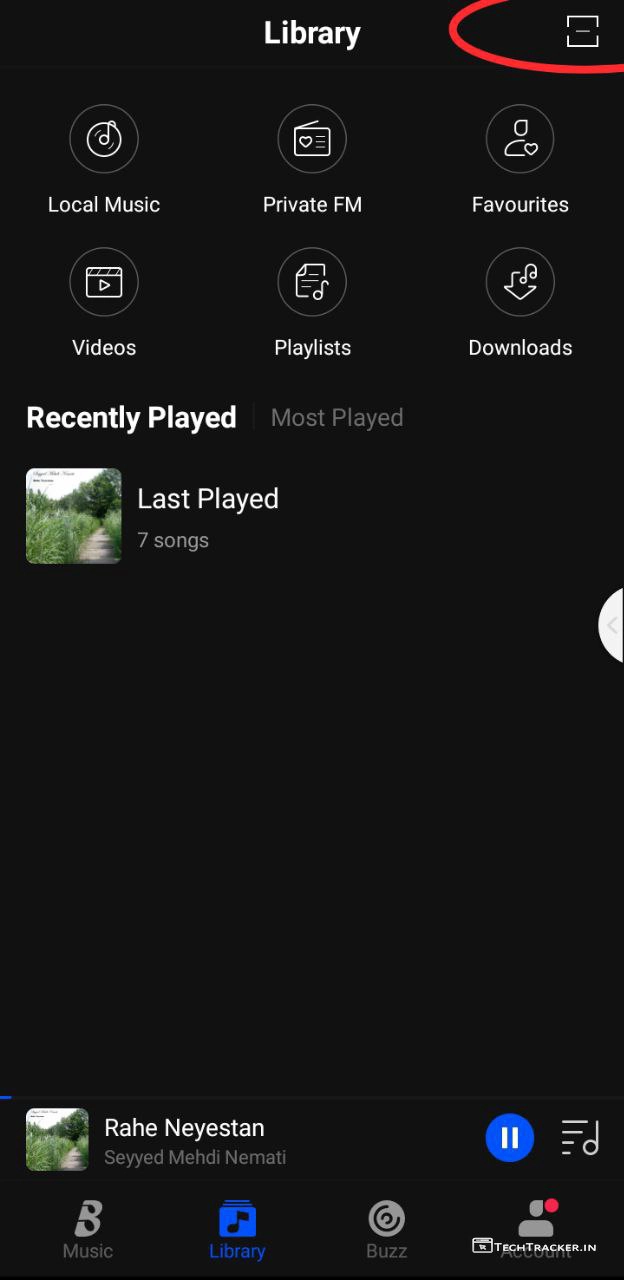 Library
Local Music
Private FM
Favourites
Videos
Playlists
Downloads
Recently Played
Most Played
Last Played
7 songs
Rahe Neyestan
Seyyed Mehdi Nemati
Music
Library
Buzz
Account
TECHTRACKER.IN